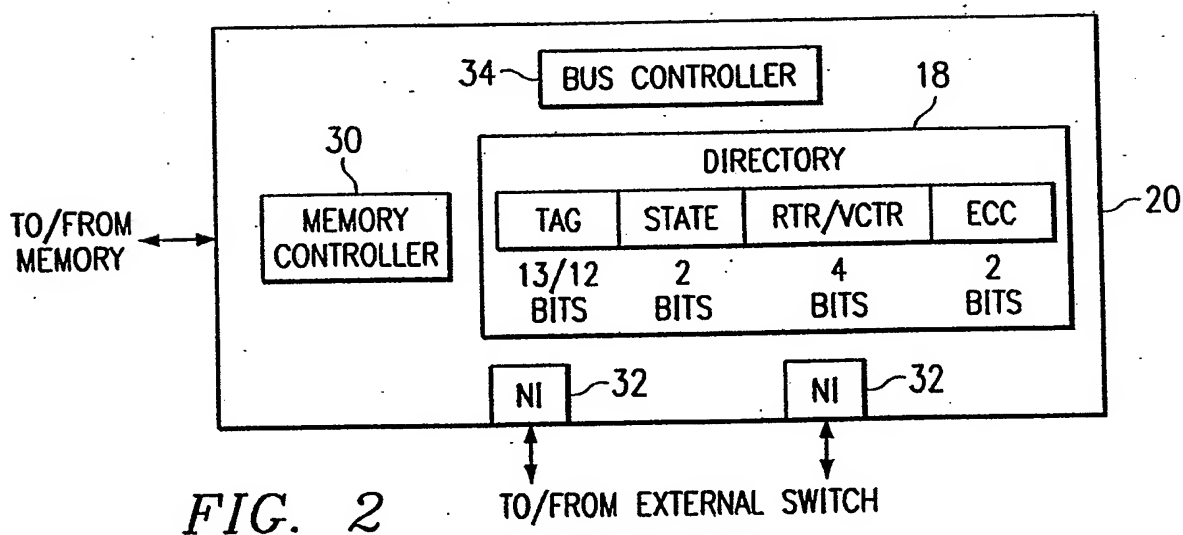 34 BUS CONTROLLER
18
30
DIRECTORY
MEMORY CONTROLLER
TAG STATE RTR/VCTR ECC
13/12 BITS 2 BITS 4 BITS 2 BITS
20
TO/FROM MEMORY
NI 32 NI 32
TO/FROM EXTERNAL SWITCH
FIG. 2